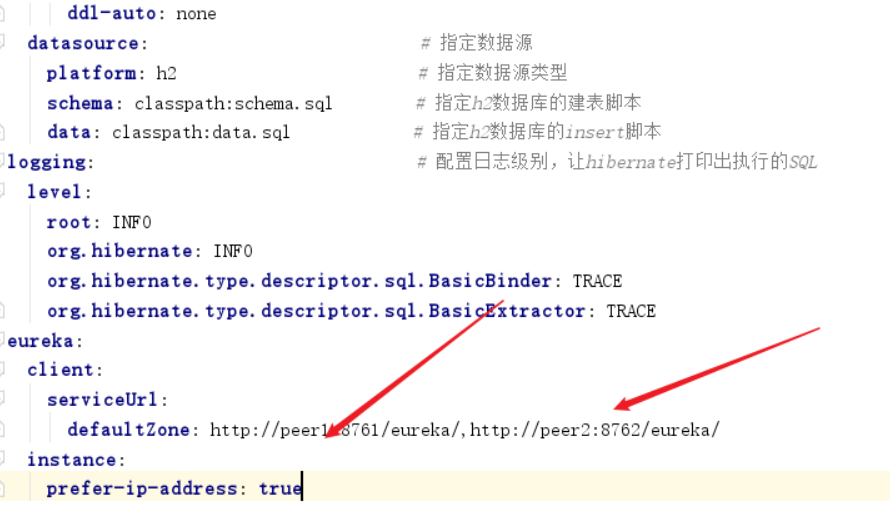 ddl-auto: none
datasource: # 指定数据源
platform: h2 # 指定数据源类型
schema: classpath:schema.sql # 指定h2数据库的建表脚本
data: classpath:data.sql # 指定h2数据库的insert脚本
logging: # 配置日志级别，让hibernate打印出执行的SQL
level:
root: INFO
org.hibernate: INFO
org.hibernate.type.descriptor.sql.BasicBinder: TRACE
org.hibernate.type.descriptor.sql.BasicExtractor: TRACE
eureka:
client:
serviceUrl:
defaultZone: http://peer1:8761/eureka/,http://peer2:8762/eureka/
instance:
prefer-ip-address: true